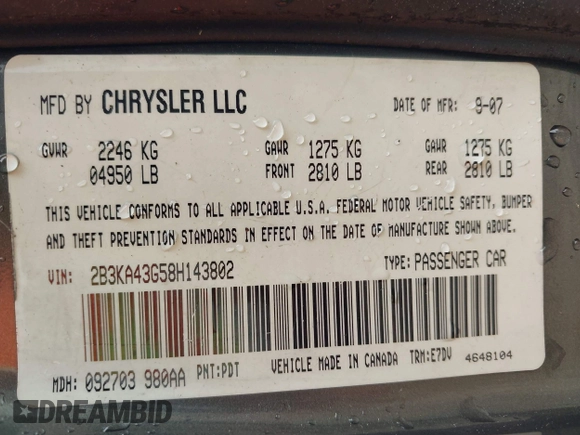 MFD BY CHRYSLER LLC DATE OF MFR: 9-07
GVWR 2246 KG GAWR 1275 KG GAWR 1275 KG
04950 LB FRONT 2810 LB REAR 2810 LB
THIS VEHICLE CONFORMS TO ALL APPLICABLE U.S.A. FEDERAL MOTOR VEHICLE SAFETY, BUMPER
AND THEFT PREVENTION STANDARDS IN EFFECT ON THE DATE OF MANUFACTURE SHOWN ABOVE.
VIN: 2B3KA43G58H143802 TYPE: PASSENGER CAR
MDH: 092703 980AA PNT:PDT VEHICLE MADE IN CANADA TRM:E7DV 4648104
DREAMBID